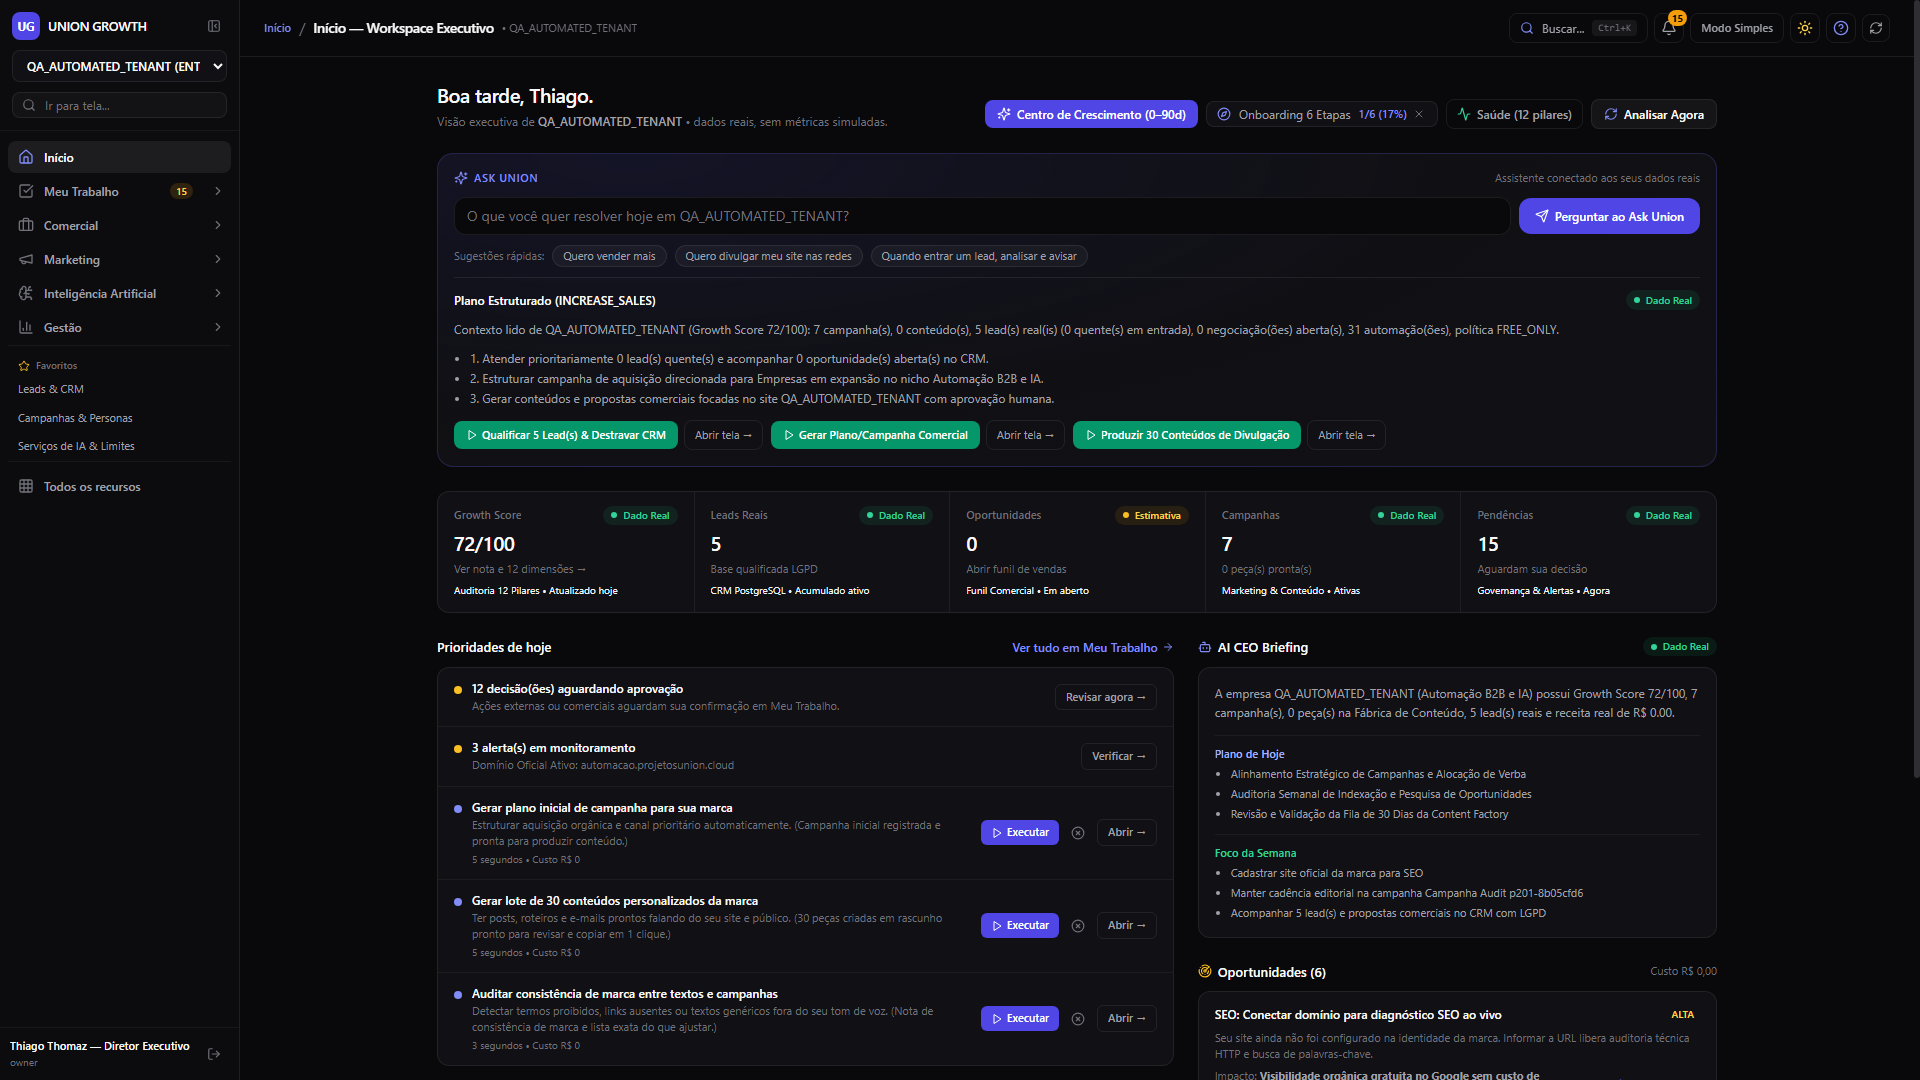 UG UNION GROWTH
QA_AUTOMATED_TENANT (ENT
Ir para tela...
Início
Meu Trabalho 15
Comercial
Marketing
Inteligência Artificial
Gestão
Favoritos
Leads & CRM
Campanhas & Personas
Serviços de IA & Limites
Todos os recursos
Thiago Thomaz — Diretor Executivo
owner
Início / Início — Workspace Executivo • QA_AUTOMATED_TENANT
Buscar... Ctrl+K
15
Modo Simples
Boa tarde, Thiago.
Visão executiva de QA_AUTOMATED_TENANT • dados reais, sem métricas simuladas.
Centro de Crescimento (0–90d)
Onboarding 6 Etapas 1/6 (17%)
Saúde (12 pilares)
Analisar Agora
ASK UNION
Assistente conectado aos seus dados reais
O que você quer resolver hoje em QA_AUTOMATED_TENANT?
Perguntar ao Ask Union
Sugestões rápidas: Quero vender mais Quero divulgar meu site nas redes Quando entrar um lead, analisar e avisar
Plano Estruturado (INCREASE_SALES)
Dado Real
Contexto lido de QA_AUTOMATED_TENANT (Growth Score 72/100): 7 campanha(s), 0 conteúdo(s), 5 lead(s) real(is) (0 quente(s) em entrada), 0 negociação(ões) aberta(s), 31 automação(ões), política FREE_ONLY.
• 1. Atender prioritariamente 0 lead(s) quente(s) e acompanhar 0 oportunidade(s) aberta(s) no CRM.
• 2. Estruturar campanha de aquisição direcionada para Empresas em expansão no nicho Automação B2B e IA.
• 3. Gerar conteúdos e propostas comerciais focadas no site QA_AUTOMATED_TENANT com aprovação humana.
Qualificar 5 Lead(s) & Destravar CRM Abrir tela → Gerar Plano/Campanha Comercial Abrir tela → Produzir 30 Conteúdos de Divulgação Abrir tela →
Growth Score Dado Real
72/100
Ver nota e 12 dimensões →
Auditoria 12 Pilares • Atualizado hoje
Leads Reais Dado Real
5
Base qualificada LGPD
CRM PostgreSQL • Acumulado ativo
Oportunidades Estimativa
0
Abrir funil de vendas
Funil Comercial • Em aberto
Campanhas Dado Real
7
0 peça(s) pronta(s)
Marketing & Conteúdo • Ativas
Pendências Dado Real
15
Aguardam sua decisão
Governança & Alertas • Agora
Prioridades de hoje
Ver tudo em Meu Trabalho →
12 decisão(ões) aguardando aprovação
Ações externas ou comerciais aguardam sua confirmação em Meu Trabalho.
Revisar agora →
3 alerta(s) em monitoramento
Domínio Oficial Ativo: automacao.projetosunion.cloud
Verificar →
Gerar plano inicial de campanha para sua marca
Estruturar aquisição orgânica e canal prioritário automaticamente. (Campanha inicial registrada e
pronta para produzir conteúdo.)
5 segundos • Custo R$ 0
Executar
Abrir →
Gerar lote de 30 conteúdos personalizados da marca
Ter posts, roteiros e e-mails prontos falando do seu site e público. (30 peças criadas em rascunho
pronto para revisar e copiar em 1 clique.)
5 segundos • Custo R$ 0
Executar
Abrir →
Auditar consistência de marca entre textos e campanhas
Detectar termos proibidos, links ausentes ou textos genéricos fora do seu tom de voz. (Nota de
consistência de marca e lista exata do que ajustar.)
3 segundos • Custo R$ 0
Executar
Abrir →
AI CEO Briefing
Dado Real
A empresa QA_AUTOMATED_TENANT (Automação B2B e IA) possui Growth Score 72/100, 7
campanha(s), 0 peça(s) na Fábrica de Conteúdo, 5 lead(s) reais e receita real de R$ 0.00.
Plano de Hoje
• Alinhamento Estratégico de Campanhas e Alocação de Verba
• Auditoria Semanal de Indexação e Pesquisa de Oportunidades
• Revisão e Validação da Fila de 30 Dias da Content Factory
Foco da Semana
• Cadastrar site oficial da marca para SEO
• Manter cadência editorial na campanha Campanha Audit p201-8b05cfd6
• Acompanhar 5 lead(s) e propostas comerciais no CRM com LGPD
Oportunidades (6)
Custo R$ 0,00
SEO: Conectar domínio para diagnóstico SEO ao vivo
ALTA
Seu site ainda não foi configurado na identidade da marca. Informar a URL libera auditoria técnica
HTTP e busca de palavras-chave.
Impacto: Visibilidade orgânica gratuita no Google sem custo de